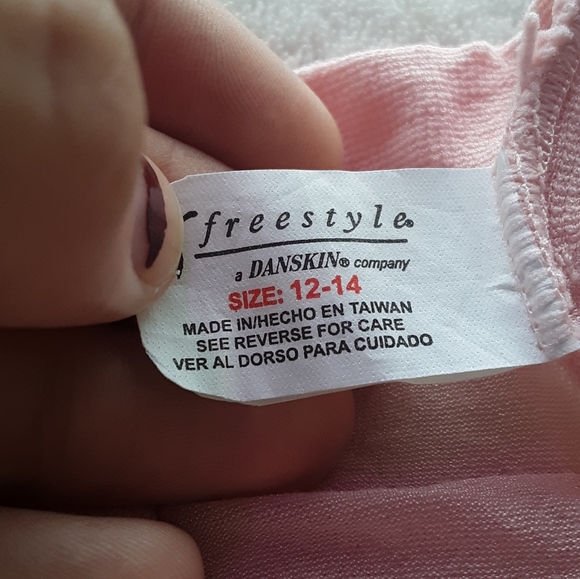 freestyle®
a DANSKIN® company
SIZE: 12-14
MADE IN/HECHO EN TAIWAN
SEE REVERSE FOR CARE
VER AL DORSO PARA CUIDADO